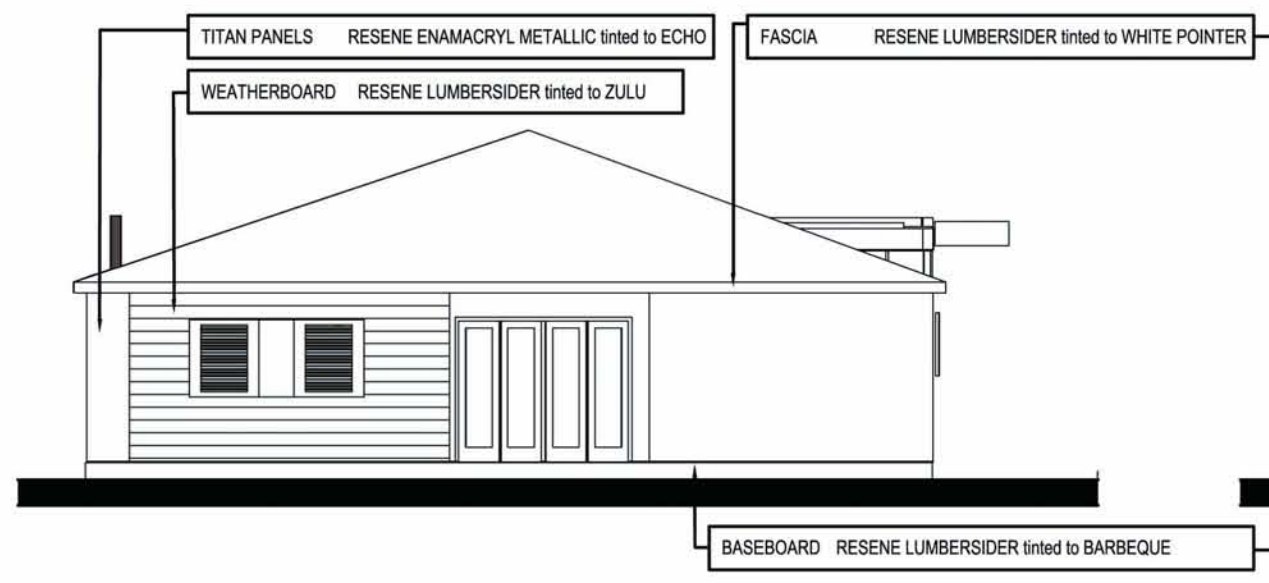 TITAN PANELS RESENE ENAMACRYL METALLIC tinted to ECHO
FASCIA RESENE LUMBERSIDER tinted to WHITE POINTER
WEATHERBOARD RESENE LUMBERSIDER tinted to ZULU
BASEBOARD RESENE LUMBERSIDER tinted to BARBEQUE